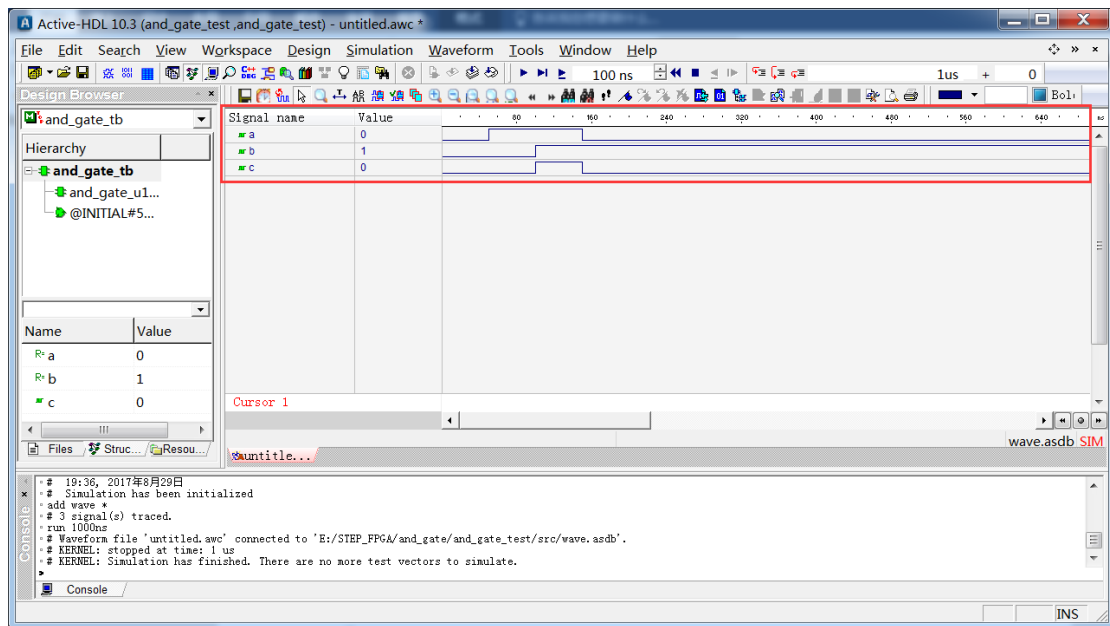 Active-HDL 10.3 (and_gate_test ,and_gate_test) - untitled.awc *
File Edit Search View Workspace Design Simulation Waveform Tools Window Help
100 ns 1us + 0
Design Browser
Bol
and_gate_tb
Signal name Value 80 160 240 320 400 480 560 640
a 0
b 1
c 0
Hierarchy
and_gate_tb
and_gate_u1...
@INITIAL#5...
Name Value
a 0
b 1
c 0
Cursor 1
Files Struc... Resou...
wave.asdb SIM
untitle...
# 19:36, 2017年8月29日
# Simulation has been initialized
add wave *
# 3 signal(s) traced.
run 1000ns
# Waveform file 'untitled.awc' connected to 'E:/STEP_FPGA/and_gate/and_gate_test/src/wave.asdb'.
# KERNEL: stopped at time: 1 us
# KERNEL: Simulation has finished. There are no more test vectors to simulate.
>
Console
Console
INS